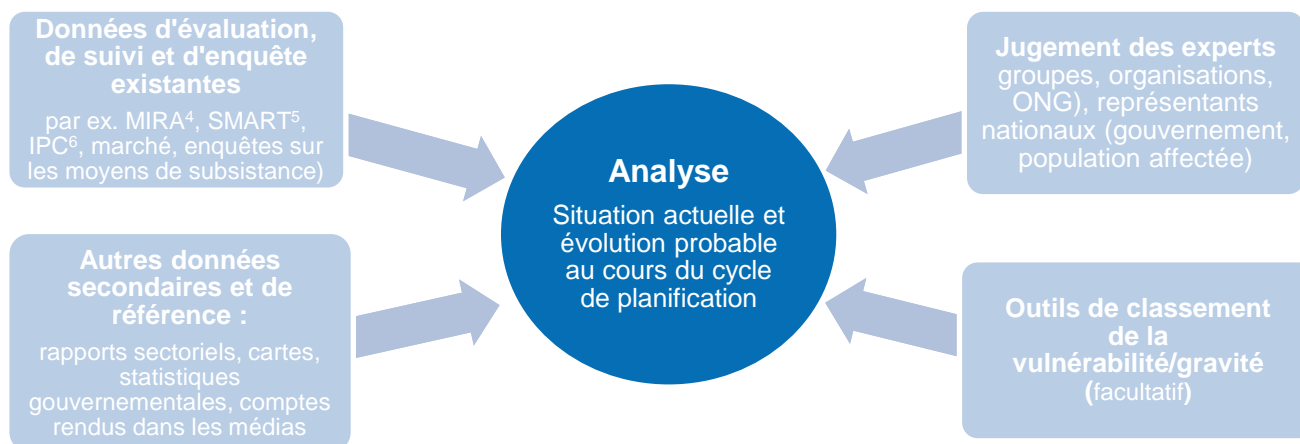 Données d'évaluation,
de suivi et d'enquête
existantes
par ex. MIRA⁴, SMART⁵,
IPC⁶, marché, enquêtes sur
les moyens de subsistance)
Autres données
secondaires et de
référence :
rapports sectoriels, cartes,
statistiques
gouvernementales, comptes
rendus dans les médias
Analyse
Situation actuelle et
évolution probable
au cours du cycle
de planification
Jugement des experts
groupes, organisations,
ONG), représentants
nationaux (gouvernement,
population affectée)
Outils de classement
de la
vulnérabilité/gravité
(facultatif)